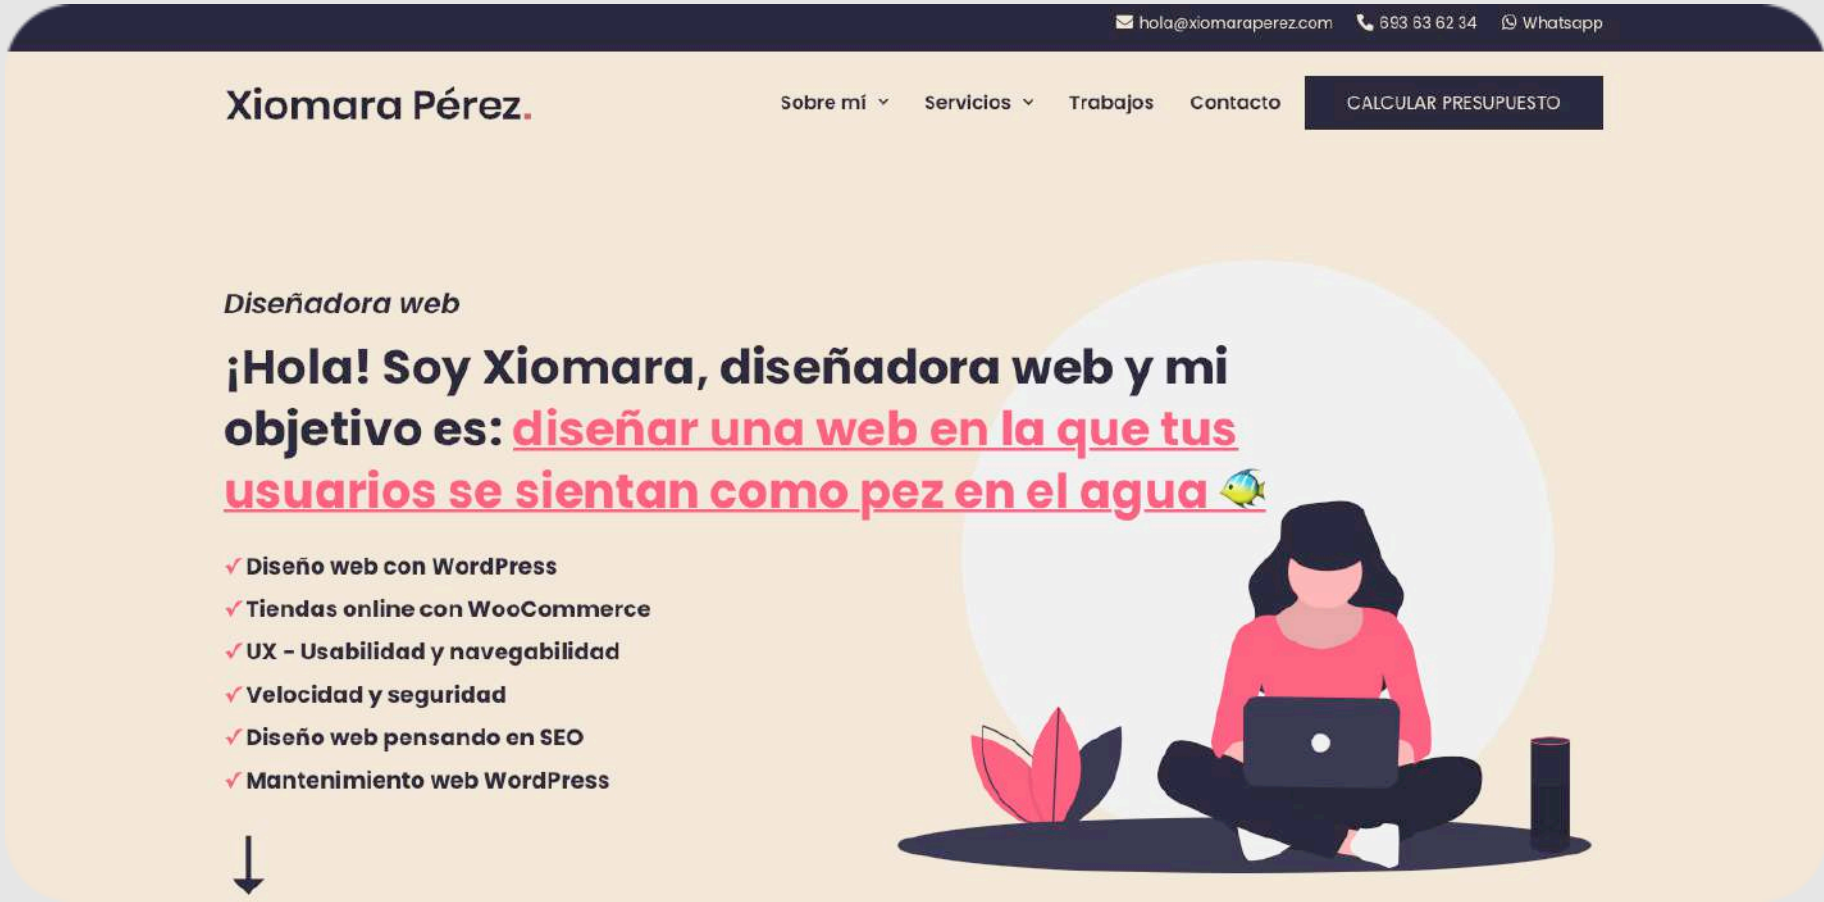 hola@xiomaraperez.com 693 63 62 34 Whatsapp
Xiomara Pérez.
Sobre mí Servicios Trabajos Contacto CALCULAR PRESUPUESTO
Diseñadora web
¡Hola! Soy Xiomara, diseñadora web y mi
objetivo es: diseñar una web en la que tus
usuarios se sientan como pez en el agua 🐠
✓ Diseño web con WordPress
✓ Tiendas online con WooCommerce
✓ UX - Usabilidad y navegabilidad
✓ Velocidad y seguridad
✓ Diseño web pensando en SEO
✓ Mantenimiento web WordPress